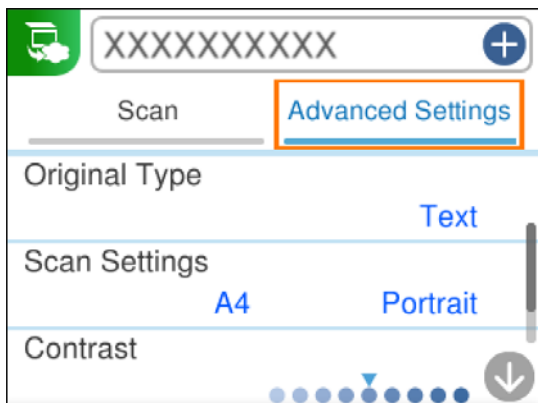 XXXXXXXXXX
Scan Advanced Settings
Original Type
Text
Scan Settings
A4 Portrait
Contrast